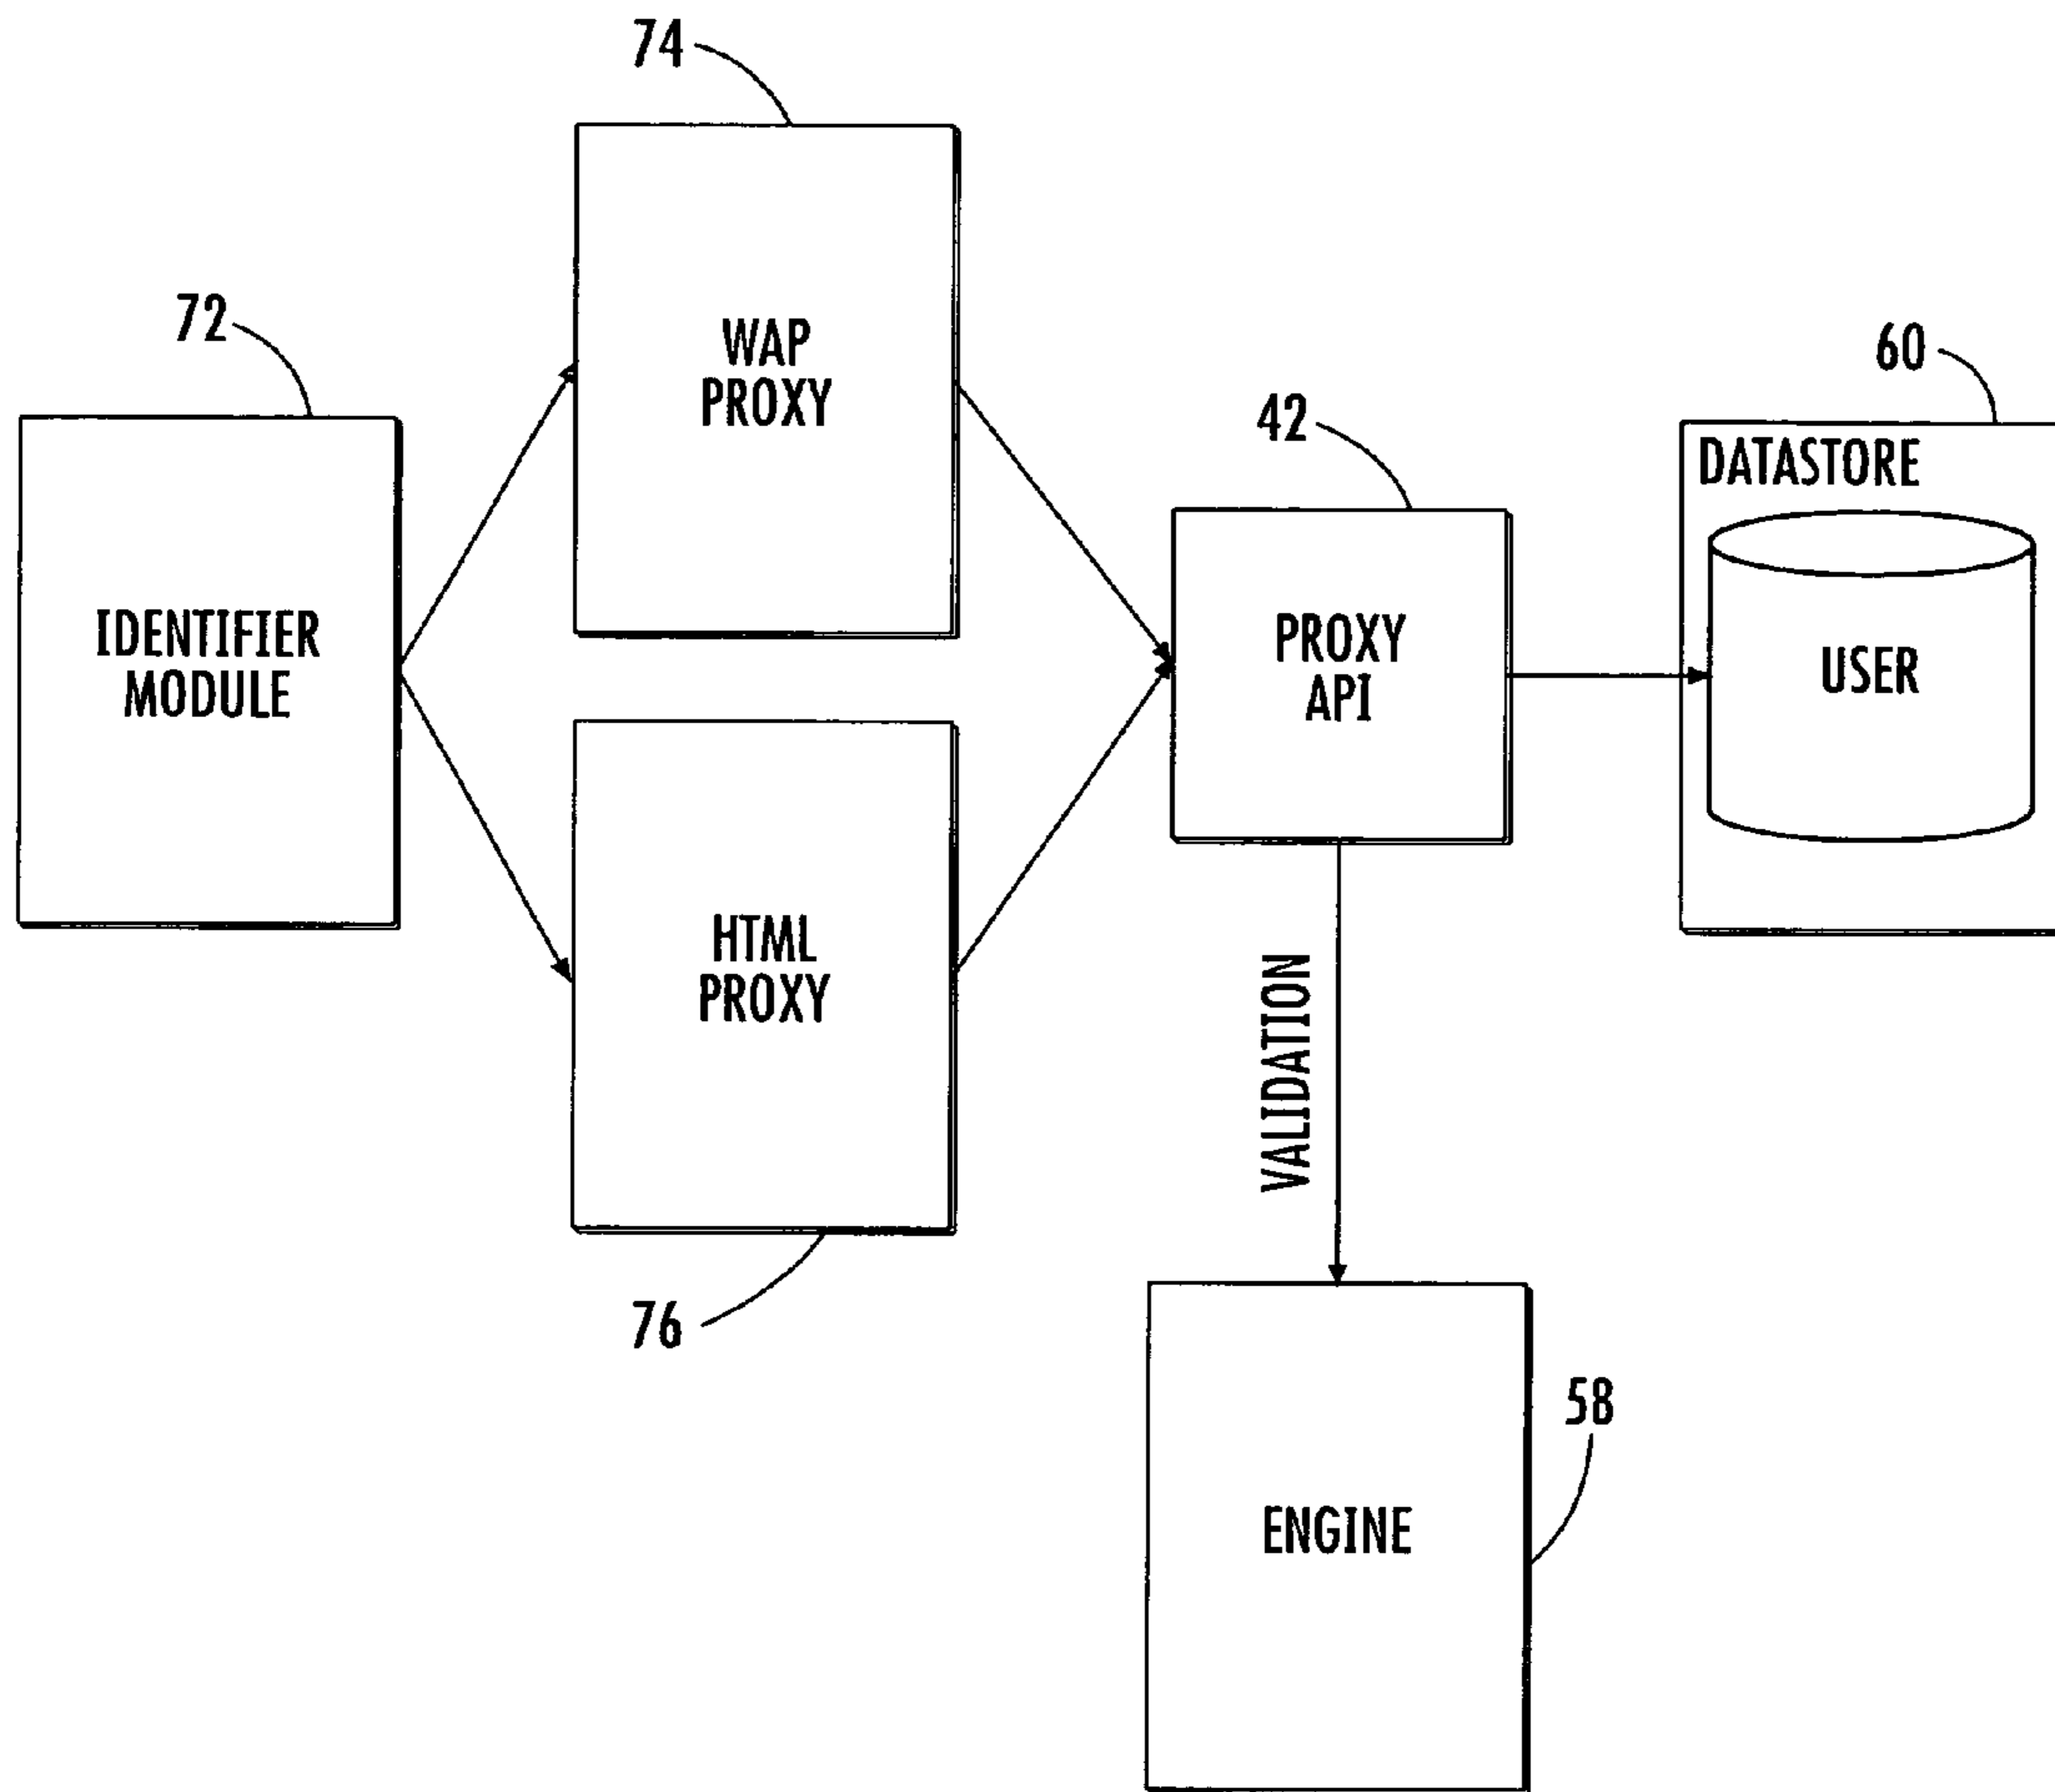 74
WAP
PROXY
72
IDENTIFIER
MODULE
42
PROXY
API
60
DATASTORE
USER
HTML
PROXY
76
VALIDATION
58
ENGINE